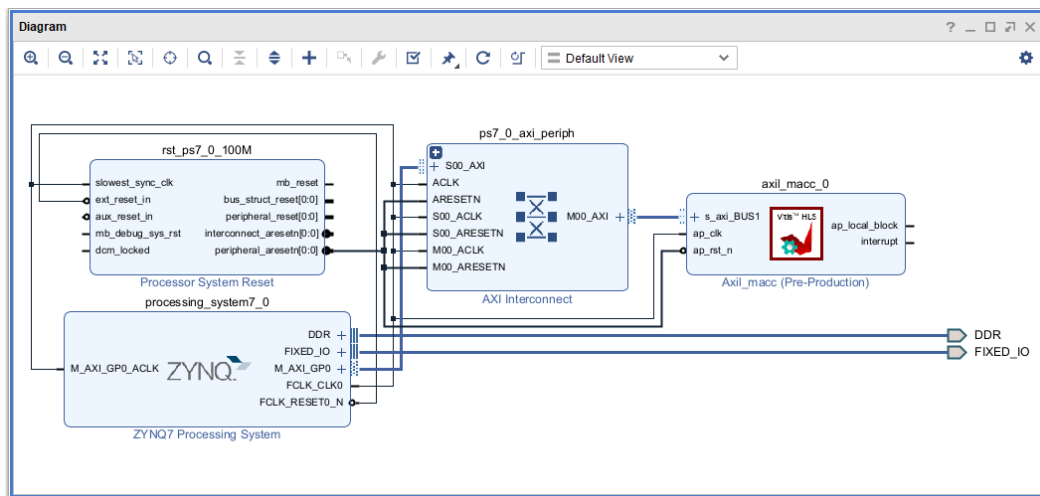 Diagram
Default View
rst_ps7_0_100M
slowest_sync_clk
mb_reset
ext_reset_in
bus_struct_reset[0:0]
aux_reset_in
peripheral_reset[0:0]
mb_debug_sys_rst
interconnect_aresetn[0:0]
dcm_locked
peripheral_aresetn[0:0]
Processor System Reset
ps7_0_axi_periph
S00_AXI
ACLK
ARESETN
S00_ACLK
M00_AXI
S00_ARESETN
M00_ACLK
M00_ARESETN
AXI Interconnect
axil_macc_0
s_axi_BUS1
ap_clk
ap_rst_n
Vitis™ HLS
ap_local_block
interrupt
Axil_macc (Pre-Production)
processing_system7_0
DDR
FIXED_IO
M_AXI_GP0_ACLK
ZYNQ
M_AXI_GP0
FCLK_CLK0
FCLK_RESET0_N
ZYNQ7 Processing System
DDR
FIXED_IO